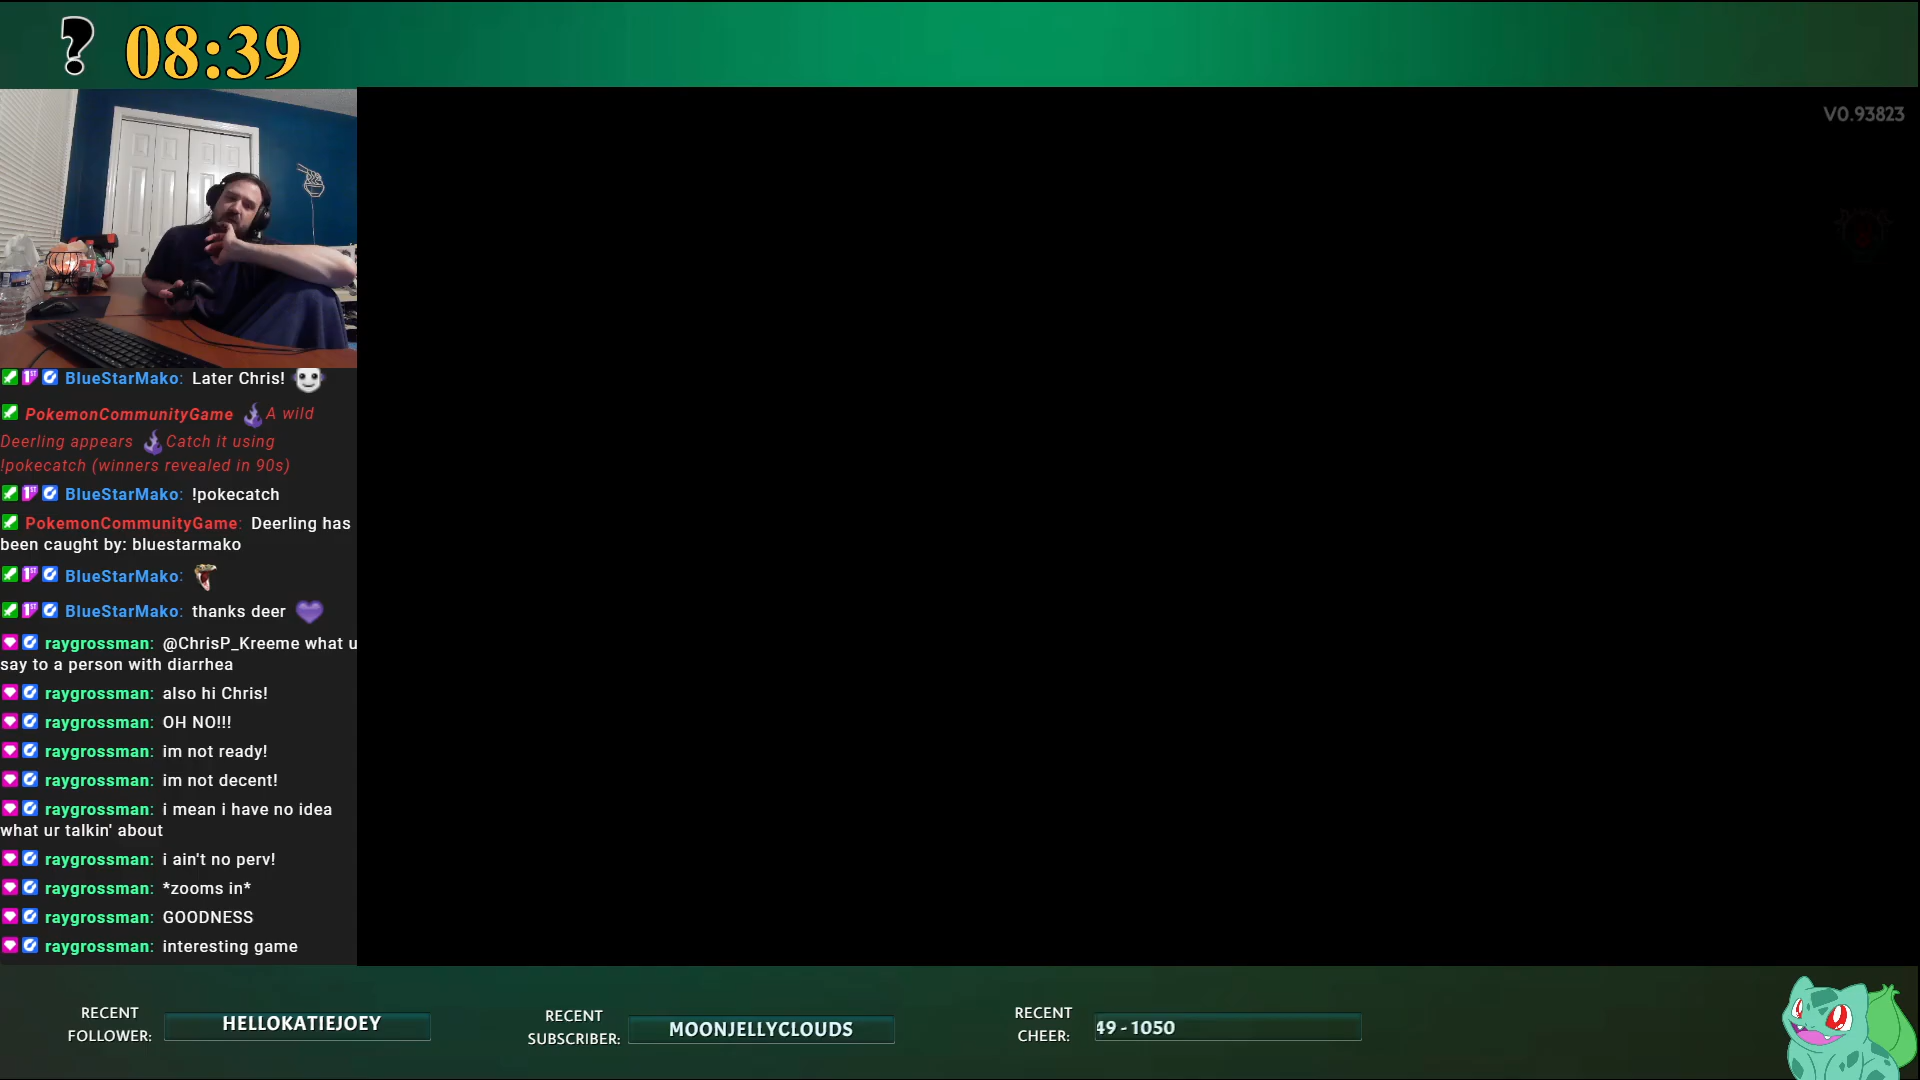 ? 08:39
V0.93823
BlueStarMako: Later Chris!
PokemonCommunityGame A wild
Deerling appears Catch it using
!pokecatch (winners revealed in 90s)
BlueStarMako: !pokecatch
PokemonCommunityGame: Deerling has
been caught by: bluestarmako
BlueStarMako:
BlueStarMako: thanks deer
raygrossman: @ChrisP_Kreeme what u
say to a person with diarrhea
raygrossman: also hi Chris!
raygrossman: OH NO!!!
raygrossman: im not ready!
raygrossman: im not decent!
raygrossman: i mean i have no idea
what ur talkin' about
raygrossman: i ain't no perv!
raygrossman: *zooms in*
raygrossman: GOODNESS
raygrossman: interesting game
RECENT
FOLLOWER:
HELLOKATIEJOEY
RECENT
SUBSCRIBER:
MOONJELLYCLOUDS
RECENT
CHEER:
49 - 1050